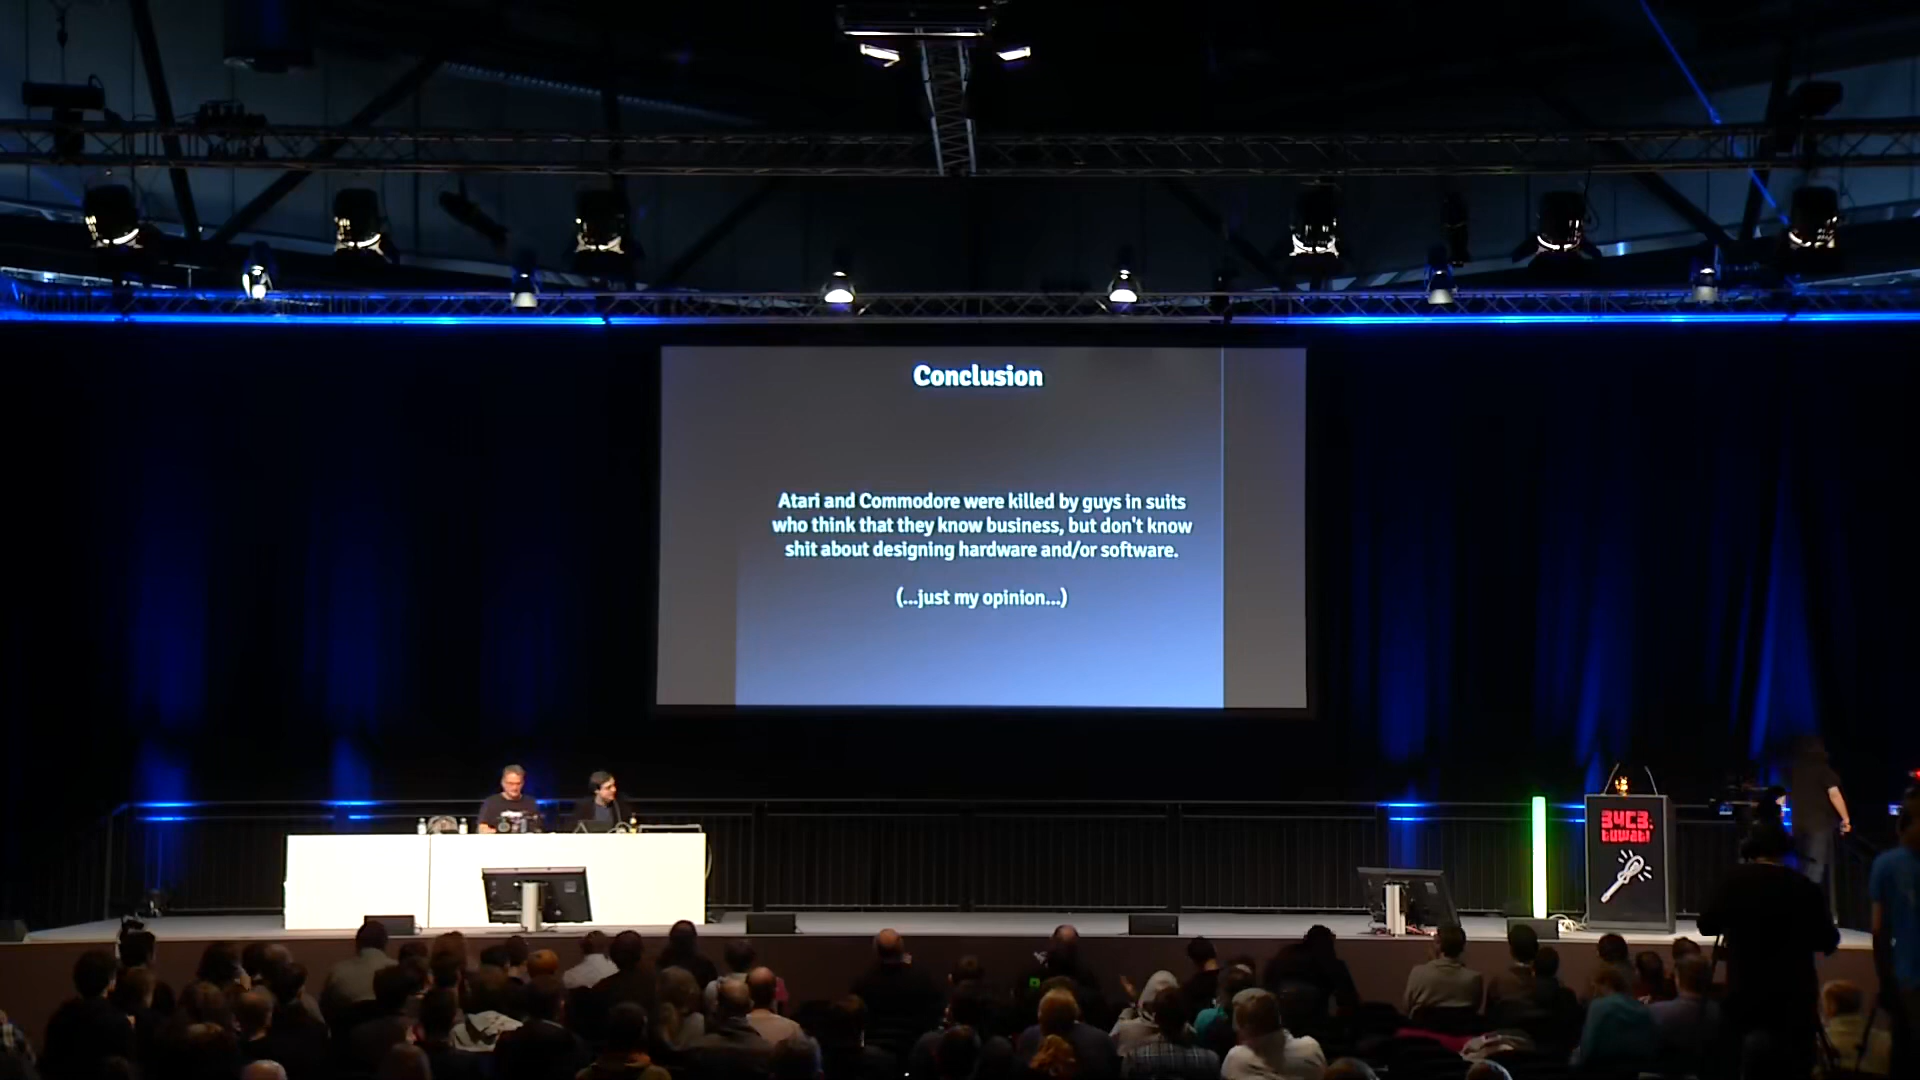 Conclusion
Atari and Commodore were killed by guys in suits
who think that they know business, but don't know
shit about designing hardware and/or software.
(...just my opinion...)
34C3:
tuwat!